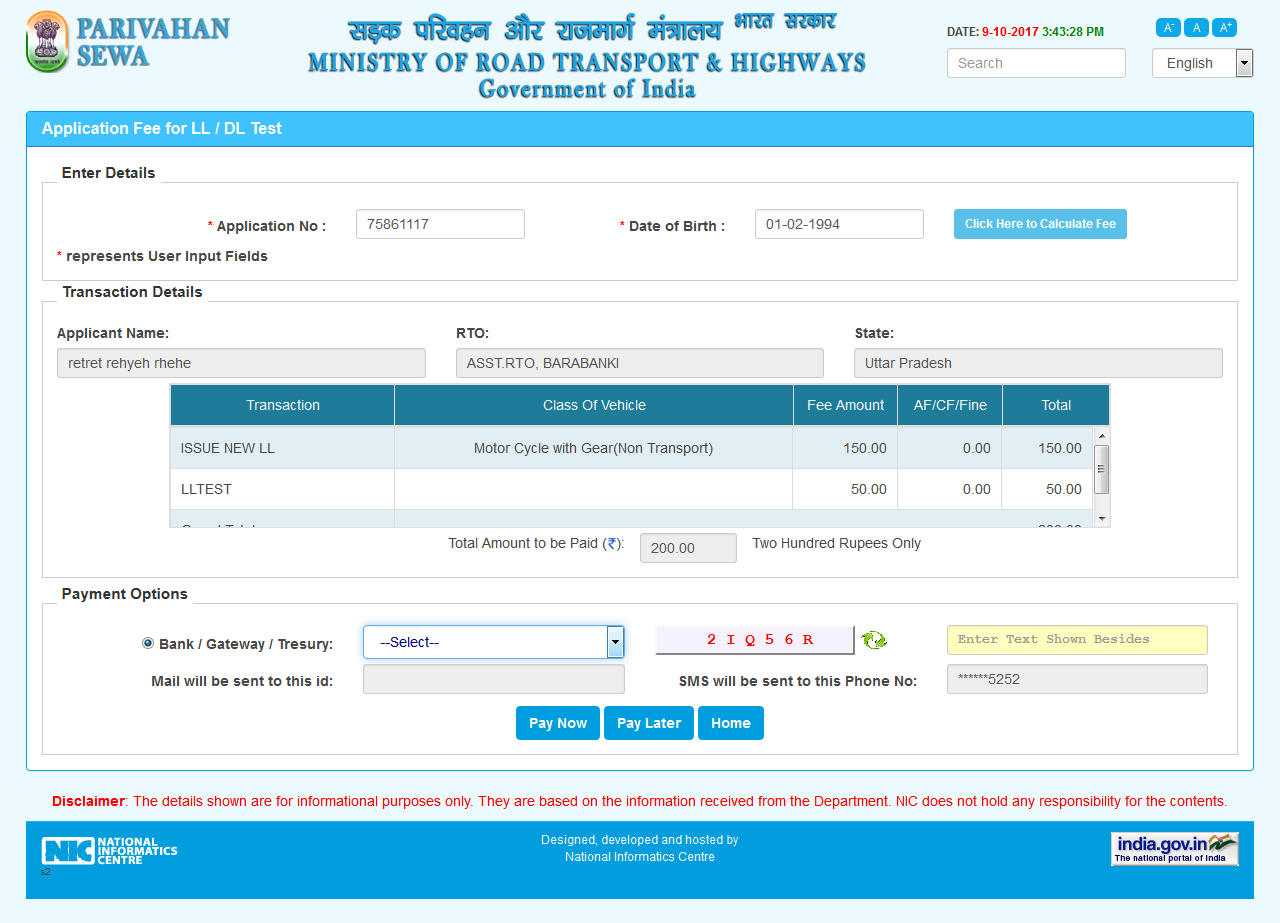 PARIVAHAN
SEWA
सड़क परिवहन और राजमार्ग मंत्रालय भारत सरकार
MINISTRY OF ROAD TRANSPORT & HIGHWAYS
Government of India
DATE: 9-10-2017 3:43:28 PM
A- A A+
Search
English
Application Fee for LL / DL Test
Enter Details
* Application No : 75861117 * Date of Birth : 01-02-1994 Click Here to Calculate Fee
* represents User Input Fields
Transaction Details
Applicant Name: RTO: State:
retret rehyeh rhehe ASST.RTO, BARABANKI Uttar Pradesh
Transaction Class Of Vehicle Fee Amount AF/CF/Fine Total
ISSUE NEW LL Motor Cycle with Gear(Non Transport) 150.00 0.00 150.00
LLTEST 50.00 0.00 50.00
Total Amount to be Paid (₹): 200.00 Two Hundred Rupees Only
Payment Options
Bank / Gateway / Tresury: --Select-- 2 I Q 5 6 R Enter Text Shown Besides
Mail will be sent to this id: SMS will be sent to this Phone No: ******5252
Pay Now Pay Later Home
Disclaimer: The details shown are for informational purposes only. They are based on the information received from the Department. NIC does not hold any responsibility for the contents.
NIC NATIONAL
INFORMATICS
CENTRE
s2
Designed, developed and hosted by
National Informatics Centre
india.gov.in
The national portal of India